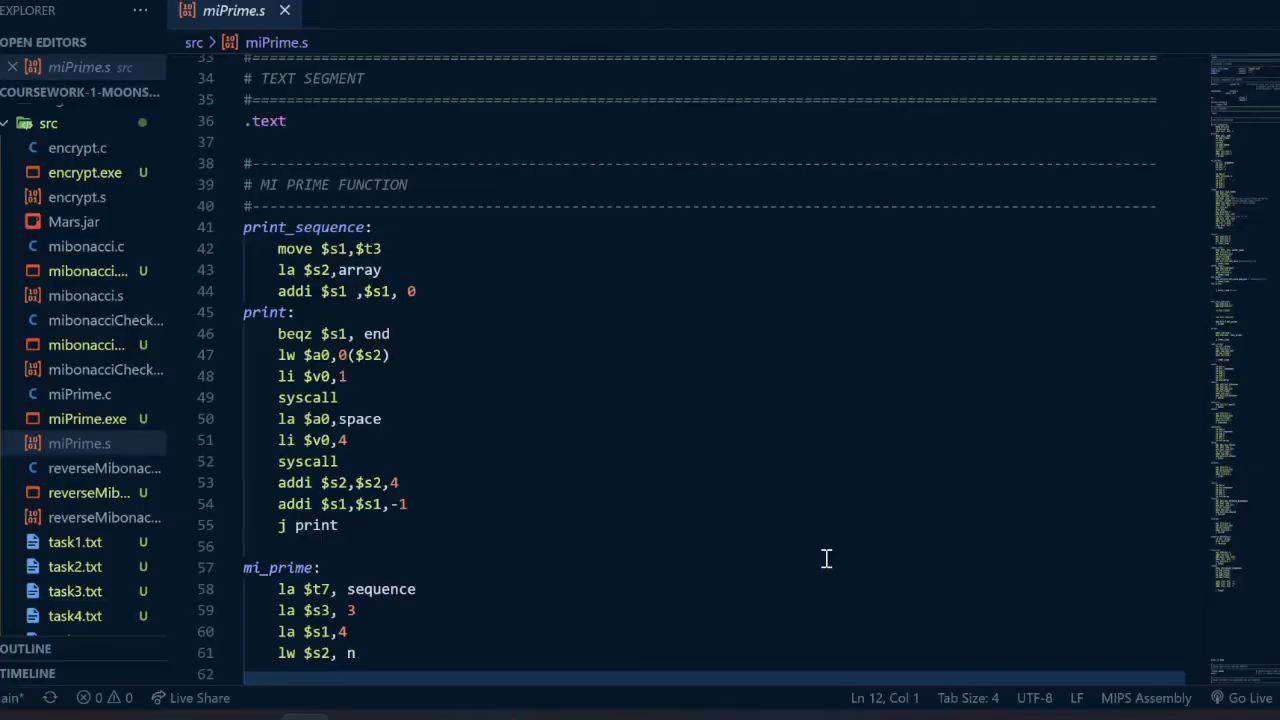 EXPLORER ···
miPrime.s
OPEN EDITORS
miPrime.s src
COURSEWORK-1-MOONS...
src
encrypt.c
encrypt.exe U
encrypt.s
Mars.jar
mibonacci.c
mibonacci.... U
mibonacci.s
mibonacciCheck...
mibonacci... U
mibonacciCheck...
miPrime.c
miPrime.exe U
miPrime.s
reverseMibonac...
reverseMib... U
reverseMibonac...
task1.txt U
task2.txt U
task3.txt U
task4.txt U
OUTLINE
TIMELINE
src > miPrime.s
33 #=========================================================================================================
34 # TEXT SEGMENT
35 #=========================================================================================================
36 .text
37
38 #---------------------------------------------------------------------------------------------------------
39 # MI PRIME FUNCTION
40 #---------------------------------------------------------------------------------------------------------
41 print_sequence:
42 move $s1,$t3
43 la $s2,array
44 addi $s1 ,$s1, 0
45 print:
46 beqz $s1, end
47 lw $a0,0($s2)
48 li $v0,1
49 syscall
50 la $a0,space
51 li $v0,4
52 syscall
53 addi $s2,$s2,4
54 addi $s1,$s1,-1
55 j print
56
57 mi_prime:
58 la $t7, sequence
59 la $s3, 3
60 la $s1,4
61 lw $s2, n
62
ain* 0 0 Live Share Ln 12, Col 1 Tab Size: 4 UTF-8 LF MIPS Assembly Go Live